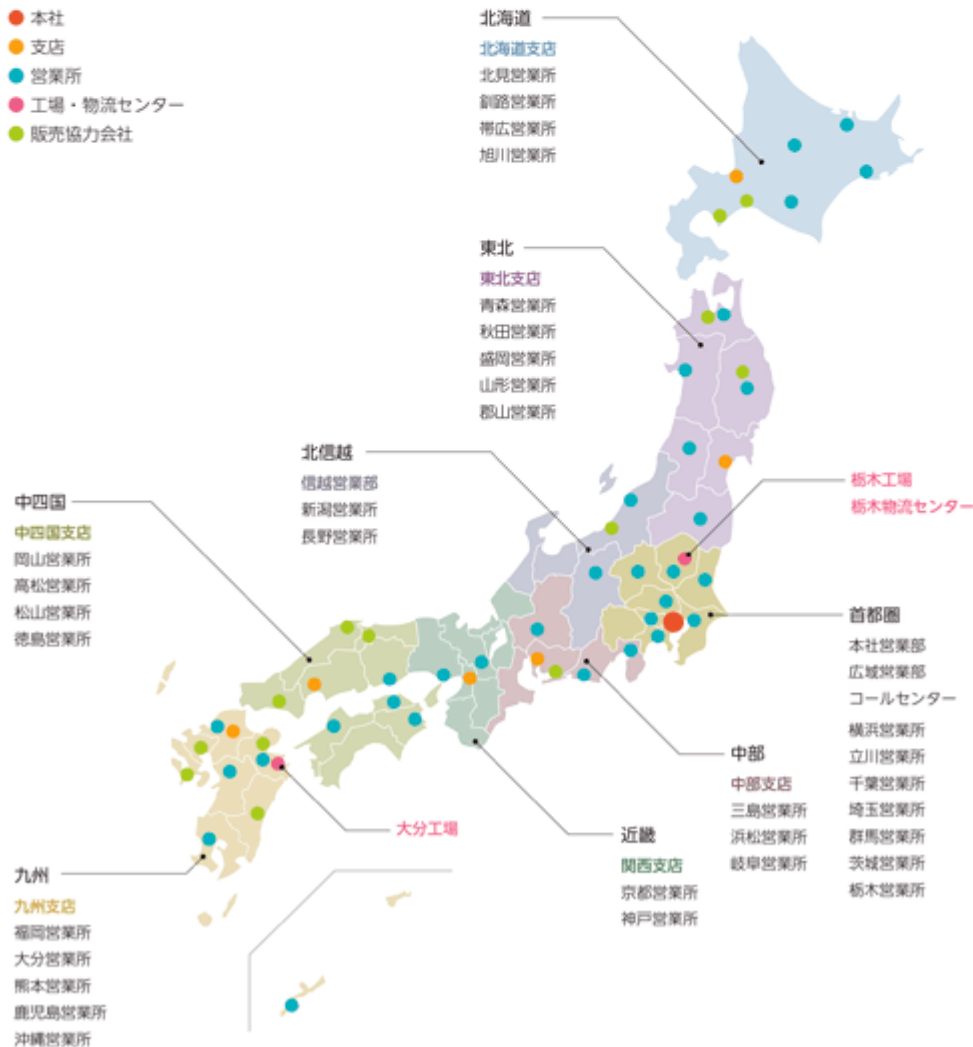 本社
支店
営業所
工場・物流センター
販売協力会社
北海道
北海道支店
北見営業所
釧路営業所
帯広営業所
旭川営業所
東北
東北支店
青森営業所
秋田営業所
盛岡営業所
山形営業所
郡山営業所
北信越
信越営業部
新潟営業所
長野営業所
中四国
中四国支店
岡山営業所
高松営業所
松山営業所
徳島営業所
栃木工場
栃木物流センター
首都圏
本社営業部
広域営業部
コールセンター
横浜営業所
立川営業所
千葉営業所
埼玉営業所
群馬営業所
茨城営業所
栃木営業所
中部
中部支店
三島営業所
浜松営業所
岐阜営業所
近畿
関西支店
京都営業所
神戸営業所
大分工場
九州
九州支店
福岡営業所
大分営業所
熊本営業所
鹿児島営業所
沖縄営業所